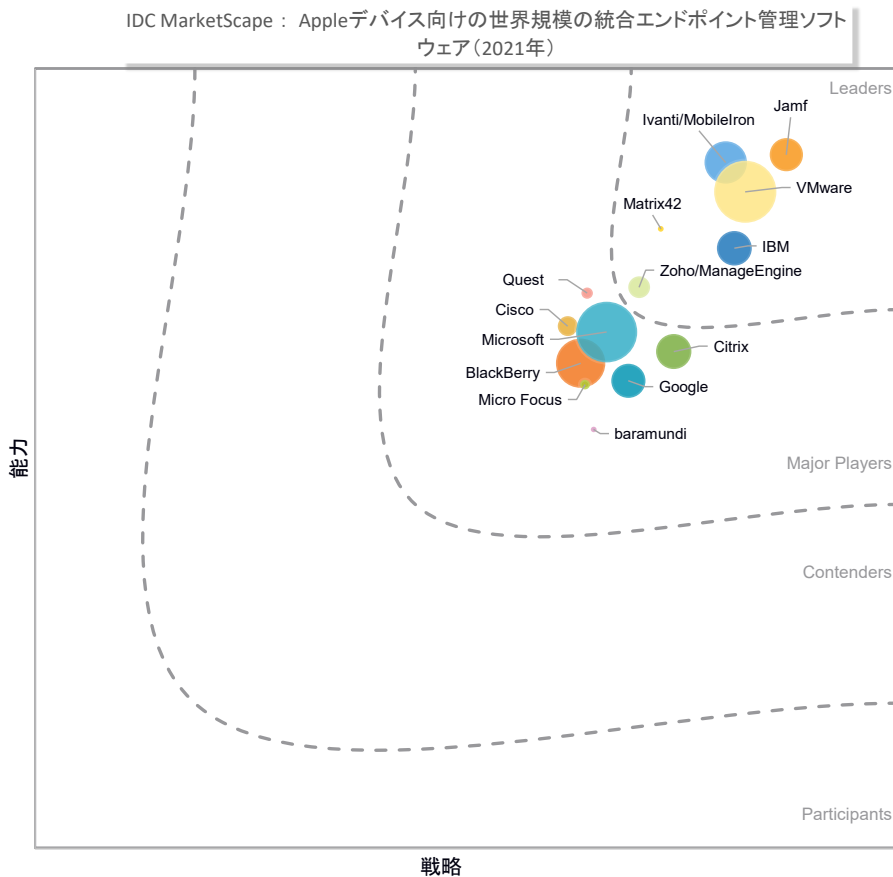 IDC MarketScape： Appleデバイス向けの世界規模の統合エンドポイント管理ソフト
ウェア（2021年）
Leaders
Jamf
Ivanti/MobileIron
VMware
Matrix42
IBM
Zoho/ManageEngine
Quest
Cisco
Microsoft
Citrix
BlackBerry
Google
Micro Focus
baramundi
能力
Major Players
Contenders
Participants
戦略